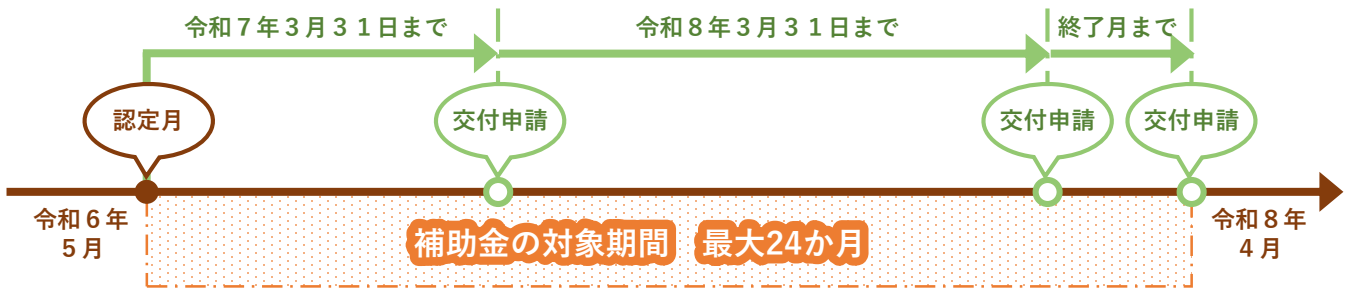 令和７年３月３１日まで
令和８年３月３１日まで
終了月まで
認定月
交付申請
交付申請
交付申請
令和６年
５月
補助金の対象期間　最大24か月
令和８年
４月